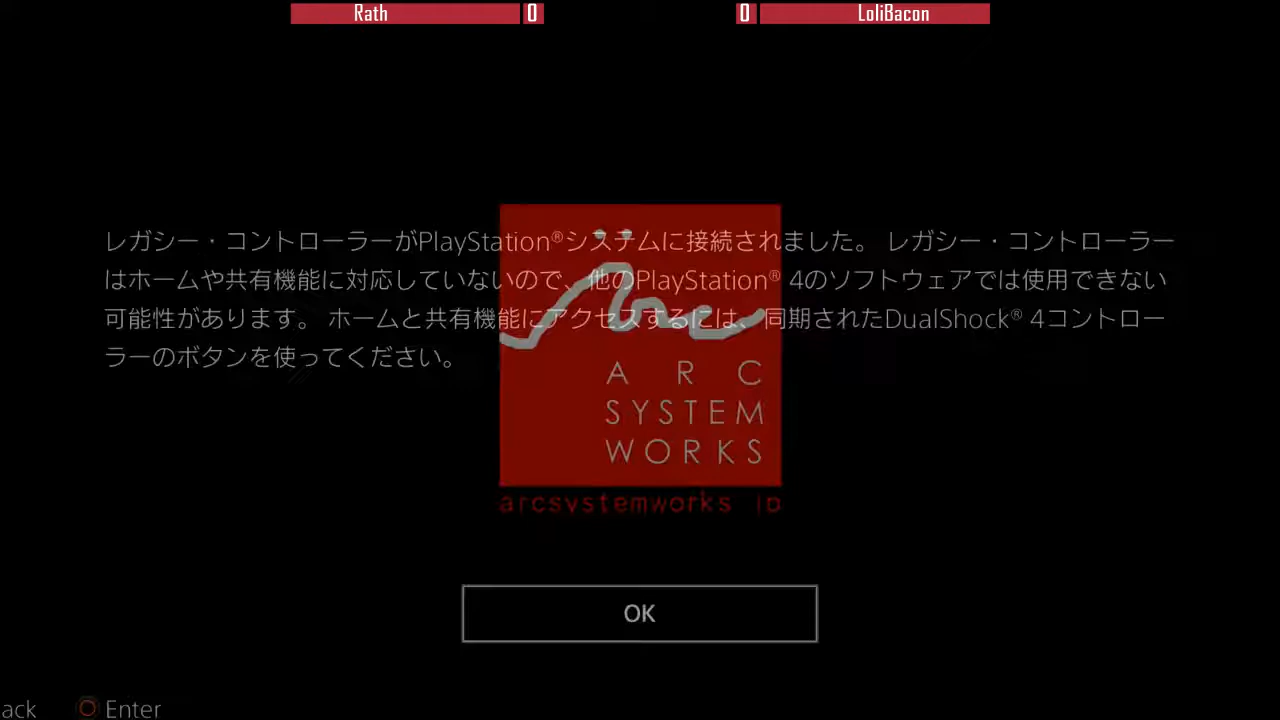 Rath 0 0 LoliBacon
レガシー・コントローラーがPlayStation®システムに接続されました。 レガシー・コントローラー
はホームや共有機能に対応していないので、他のPlayStation® 4のソフトウェアでは使用できない
可能性があります。 ホームと共有機能にアクセスするには、同期されたDualShock® 4コントロー
ラーのボタンを使ってください。
Arc
ARC
SYSTEM
WORKS
arcsystemworks jp
OK
ack Enter